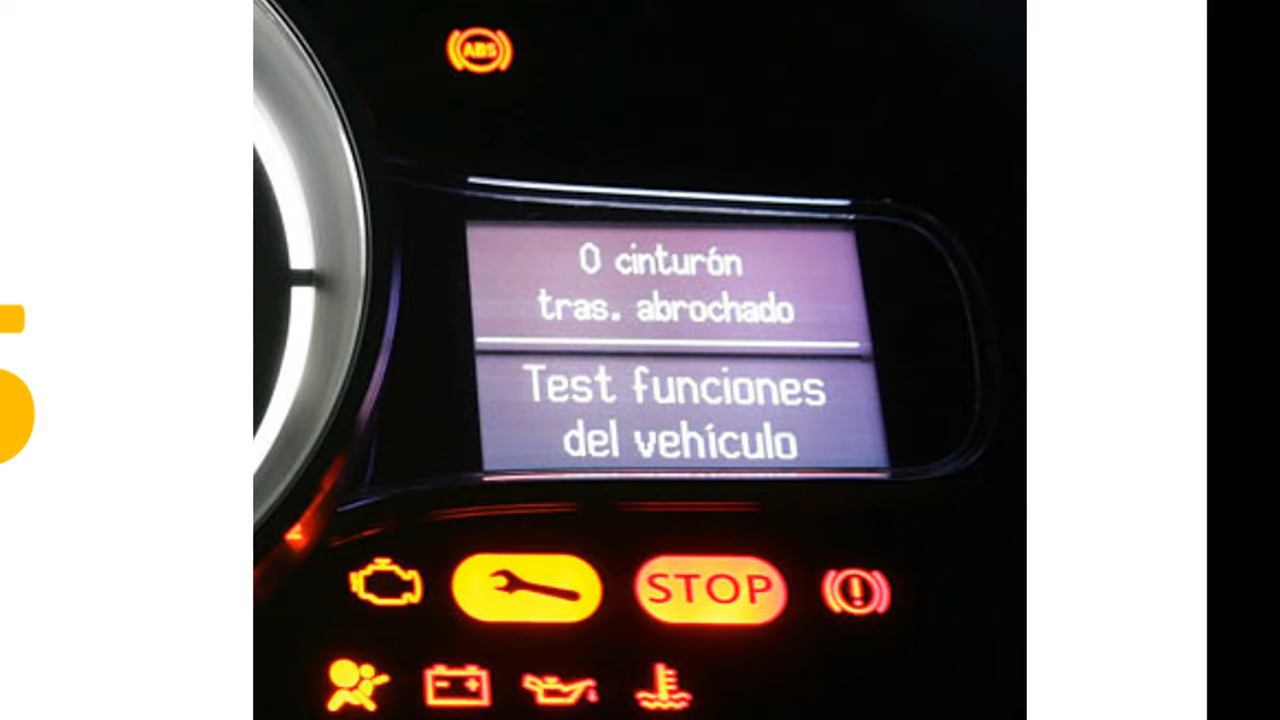 ABS
0 cinturón
tras. abrochado
Test funciones
del vehículo
STOP